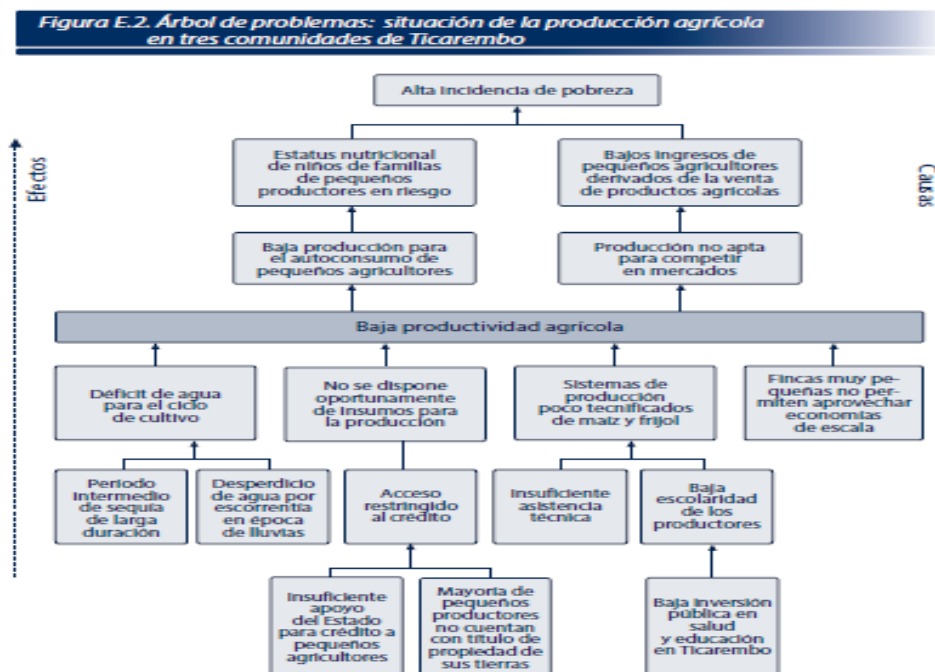 Figura E.2. Árbol de problemas: situación de la producción agrícola
en tres comunidades de Ticarembo
Alta incidencia de pobreza
Efectos
Estatus nutricional
de niños de familias
de pequeños
productores en riesgo
Bajos ingresos de
pequeños agricultores
derivados de la venta
de productos agrícolas
Causas
Baja producción para
el autoconsumo de
pequeños agricultores
Producción no apta
para competir
en mercados
Baja productividad agrícola
Déficit de agua
para el ciclo
de cultivo
No se dispone
oportunamente
de insumos para
la producción
Sistemas de
producción
poco tecnificados
de maíz y frijol
Fincas muy pe-
queñas no per-
miten aprovechar
economías
de escala
Período
intermedio
de sequía
de larga
duración
Desperdicio
de agua por
escorrentía
en época
de lluvias
Acceso
restringido
al crédito
Insuficiente
asistencia
técnica
Baja
escolaridad
de los
productores
Insuficiente
apoyo
del Estado
para crédito a
pequeños
agricultores
Mayoría de
pequeños
productores
no cuentan
con título de
propiedad de
sus tierras
Baja inversión
pública en
salud
y educación
en Ticarembo